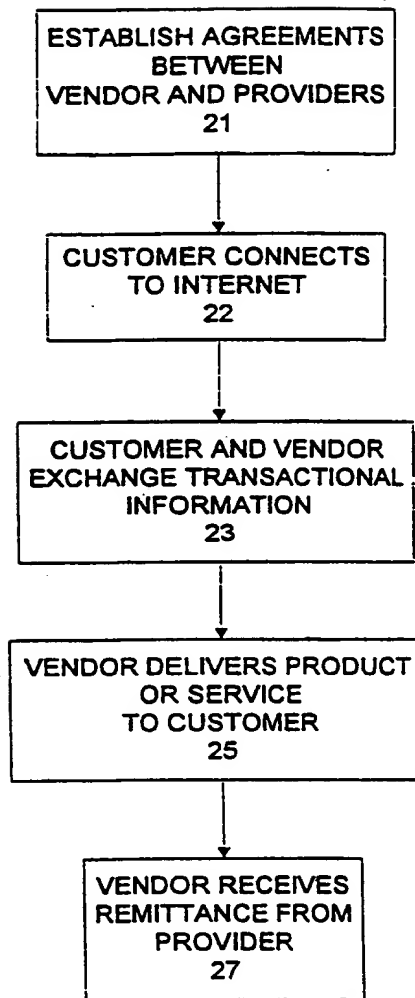 ESTABLISH AGREEMENTS
BETWEEN
VENDOR AND PROVIDERS
21
CUSTOMER CONNECTS
TO INTERNET
22
CUSTOMER AND VENDOR
EXCHANGE TRANSACTIONAL
INFORMATION
23
VENDOR DELIVERS PRODUCT
OR SERVICE
TO CUSTOMER
25
VENDOR RECEIVES
REMITTANCE FROM
PROVIDER
27